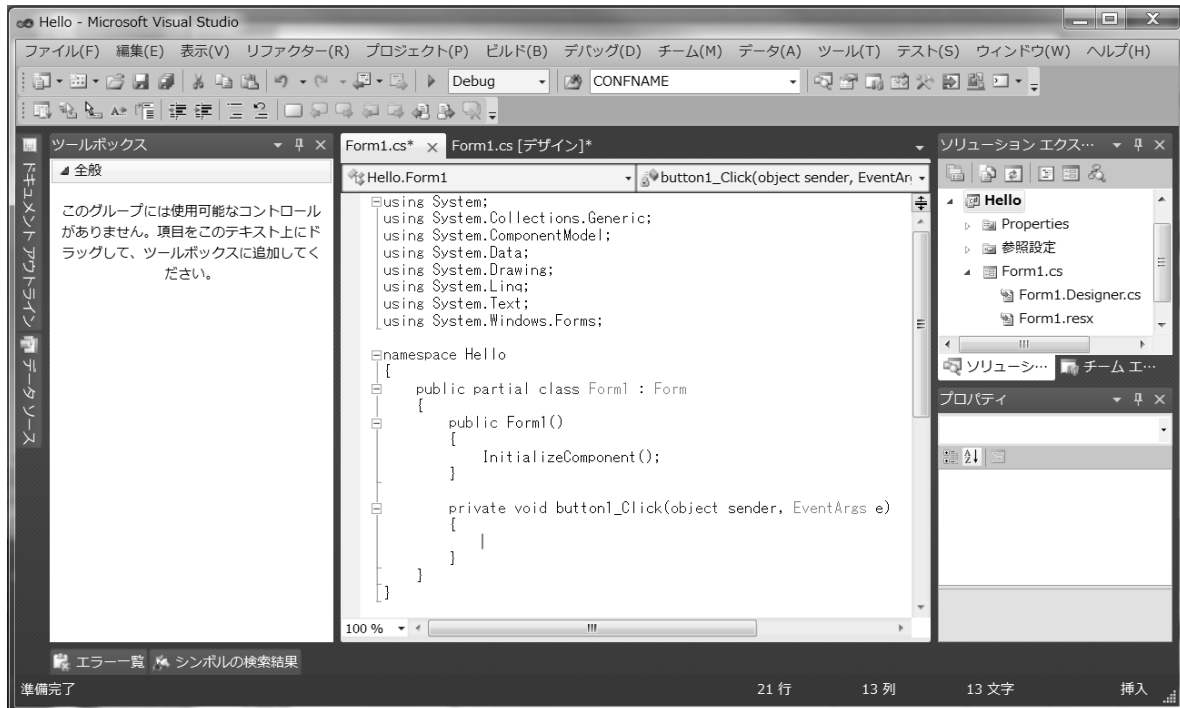 Hello - Microsoft Visual Studio
ファイル(F) 編集(E) 表示(V) リファクター(R) プロジェクト(P) ビルド(B) デバッグ(D) チーム(M) データ(A) ツール(T) テスト(S) ウィンドウ(W) ヘルプ(H)
Debug CONFNAME
ドキュメント アウトライン
データ ソース
ツールボックス
全般
このグループには使用可能なコントロール
がありません。項目をこのテキスト上にド
ラッグして、ツールボックスに追加してく
ださい。
Form1.cs* Form1.cs [デザイン]*
Hello.Form1 button1_Click(object sender, EventAr
using System;
using System.Collections.Generic;
using System.ComponentModel;
using System.Data;
using System.Drawing;
using System.Linq;
using System.Text;
using System.Windows.Forms;
namespace Hello
{
public partial class Form1 : Form
{
public Form1()
{
InitializeComponent();
}
private void button1_Click(object sender, EventArgs e)
{
}
}
}
100 %
ソリューション エクス…
Hello
Properties
参照設定
Form1.cs
Form1.Designer.cs
Form1.resx
ソリューシ… チーム エ…
プロパティ
エラー一覧 シンボルの検索結果
準備完了 21 行 13 列 13 文字 挿入